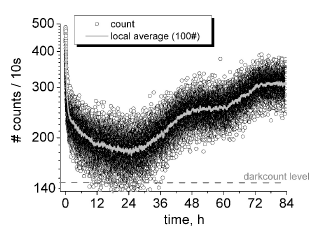 500
400
300
200
140
# counts / 10s
count
local average (100#)
darkcount level
0 12 24 36 48 60 72 84
time, h